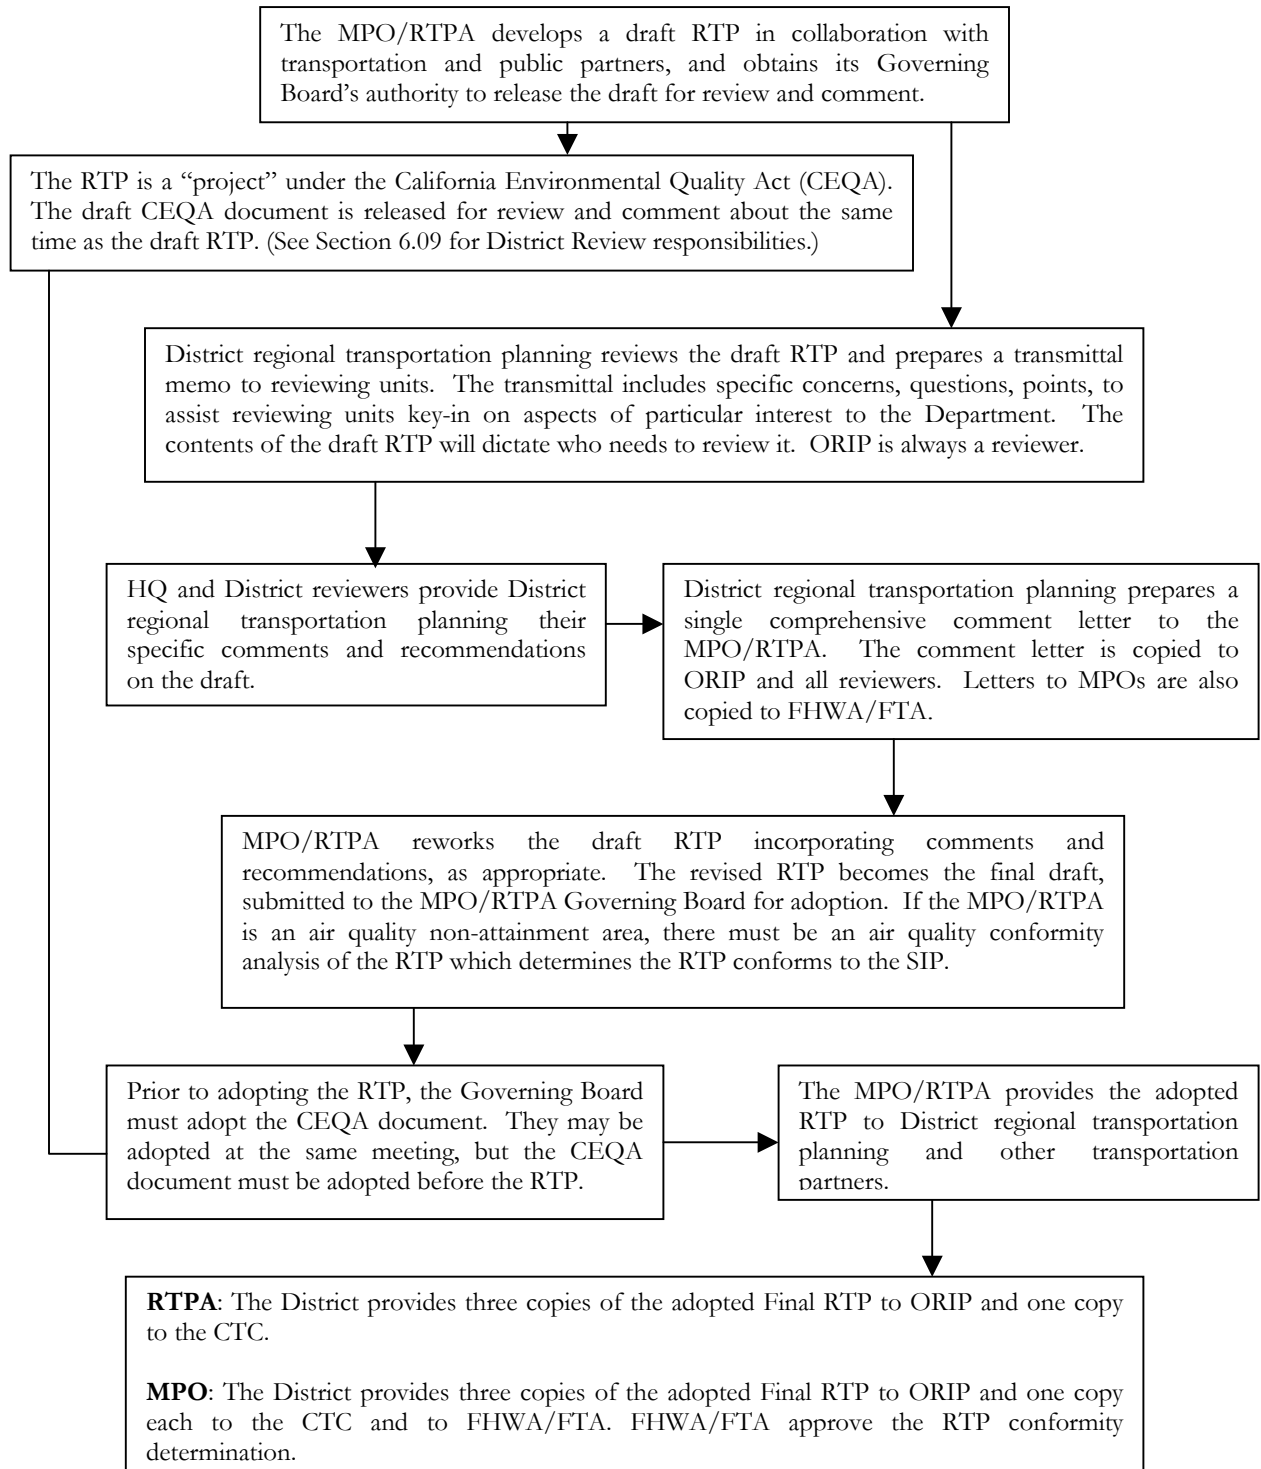 The MPO/RTPA develops a draft RTP in collaboration with
transportation and public partners, and obtains its Governing
Board’s authority to release the draft for review and comment.
The RTP is a “project” under the California Environmental Quality Act (CEQA).
The draft CEQA document is released for review and comment about the same
time as the draft RTP. (See Section 6.09 for District Review responsibilities.)
District regional transportation planning reviews the draft RTP and prepares a transmittal
memo to reviewing units. The transmittal includes specific concerns, questions, points, to
assist reviewing units key-in on aspects of particular interest to the Department. The
contents of the draft RTP will dictate who needs to review it. ORIP is always a reviewer.
HQ and District reviewers provide District
regional transportation planning their
specific comments and recommendations
on the draft.
District regional transportation planning prepares a
single comprehensive comment letter to the
MPO/RTPA. The comment letter is copied to
ORIP and all reviewers. Letters to MPOs are also
copied to FHWA/FTA.
MPO/RTPA reworks the draft RTP incorporating comments and
recommendations, as appropriate. The revised RTP becomes the final draft,
submitted to the MPO/RTPA Governing Board for adoption. If the MPO/RTPA
is an air quality non-attainment area, there must be an air quality conformity
analysis of the RTP which determines the RTP conforms to the SIP.
Prior to adopting the RTP, the Governing Board
must adopt the CEQA document. They may be
adopted at the same meeting, but the CEQA
document must be adopted before the RTP.
The MPO/RTPA provides the adopted
RTP to District regional transportation
planning and other transportation
partners.
RTPA: The District provides three copies of the adopted Final RTP to ORIP and one copy
to the CTC.
MPO: The District provides three copies of the adopted Final RTP to ORIP and one copy
each to the CTC and to FHWA/FTA. FHWA/FTA approve the RTP conformity
determination.